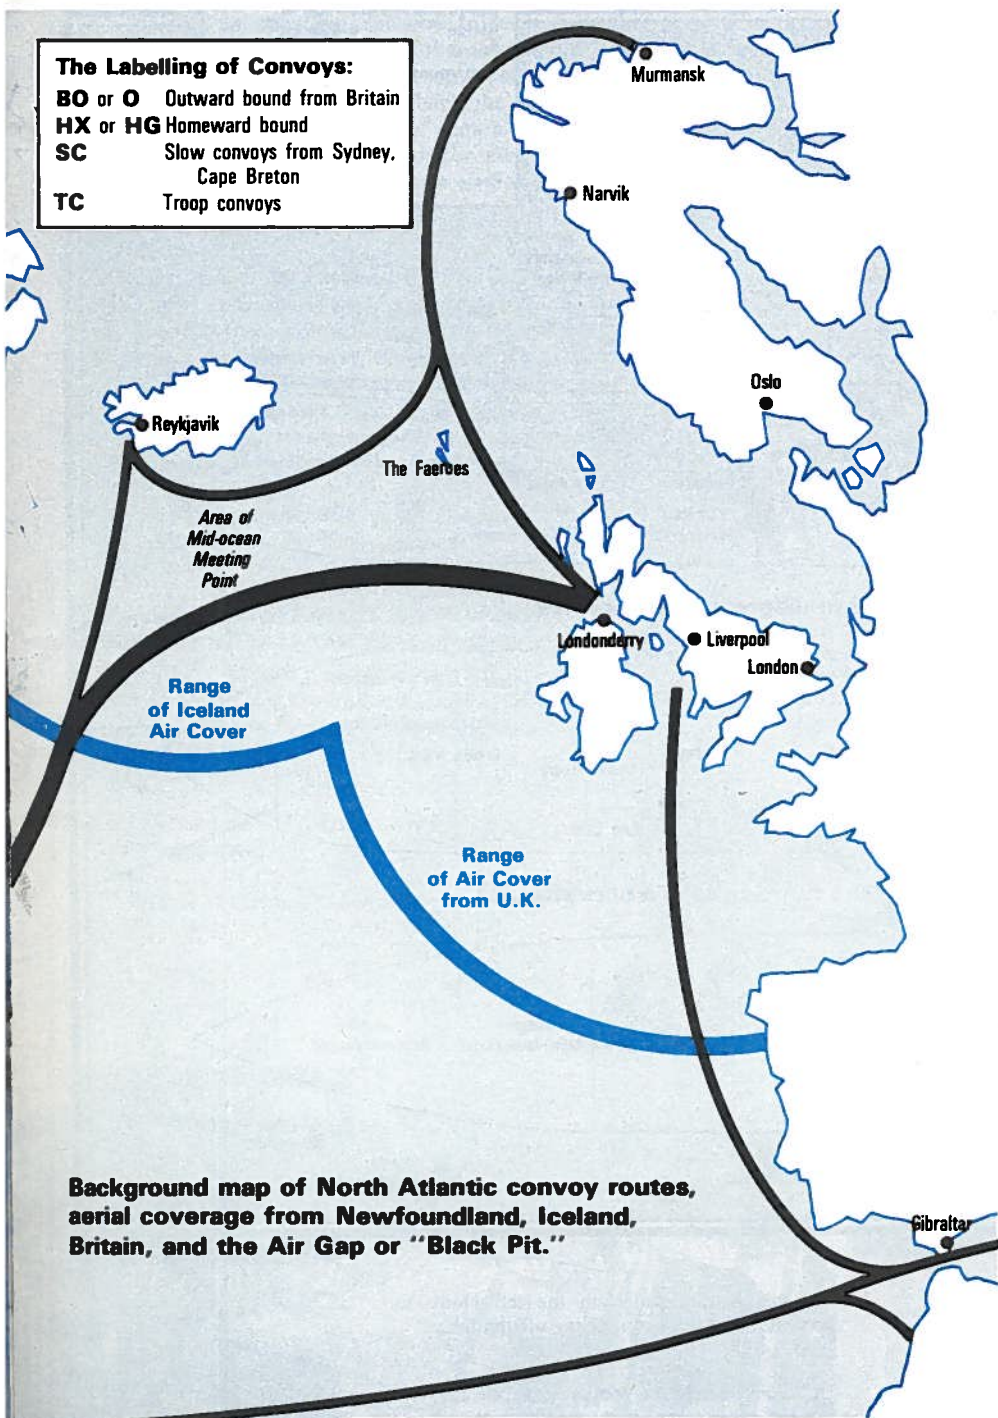 The Labelling of Convoys:
BO or O Outward bound from Britain
HX or HG Homeward bound
SC Slow convoys from Sydney,
Cape Breton
TC Troop convoys
Murmansk
Narvik
Oslo
Reykjavik
The Faeroes
Area of
Mid-ocean
Meeting
Point
Londonderry
Liverpool
London
Range
of Iceland
Air Cover
Range
of Air Cover
from U.K.
Background map of North Atlantic convoy routes,
aerial coverage from Newfoundland, Iceland,
Britain, and the Air Gap or "Black Pit."
Gibraltar